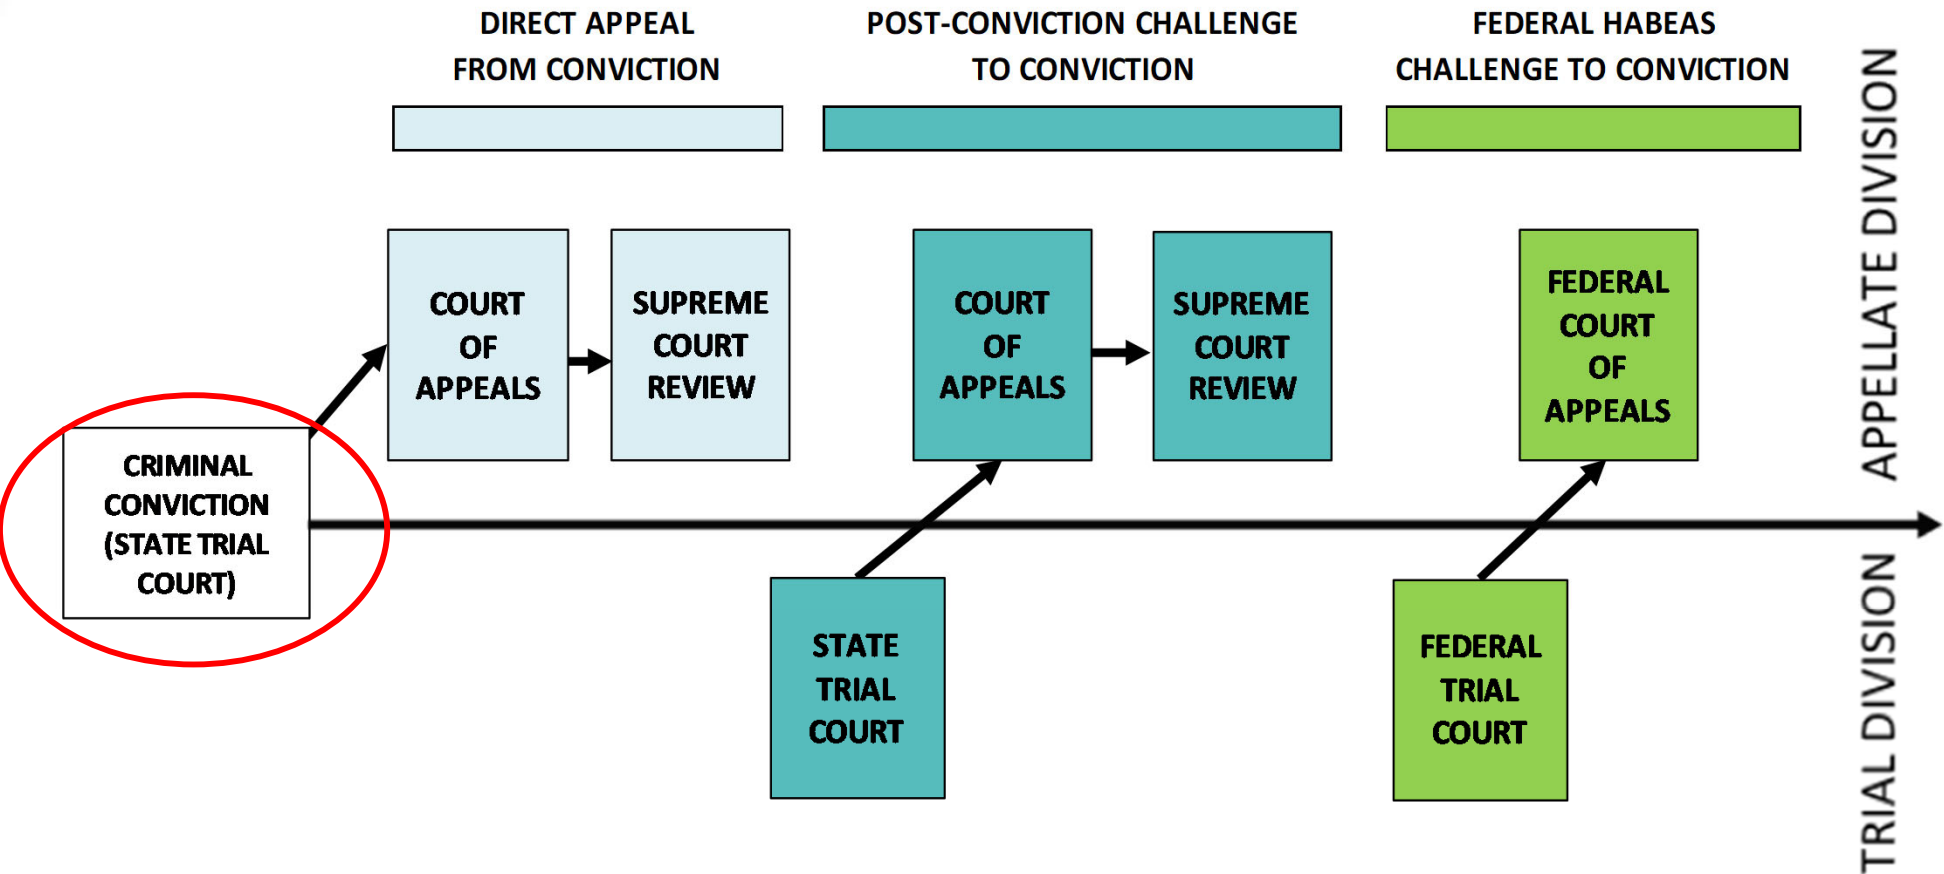 DIRECT APPEAL
FROM CONVICTION
POST-CONVICTION CHALLENGE
TO CONVICTION
FEDERAL HABEAS
CHALLENGE TO CONVICTION
CRIMINAL
CONVICTION
(STATE TRIAL
COURT)
COURT
OF
APPEALS
SUPREME
COURT
REVIEW
STATE
TRIAL
COURT
COURT
OF
APPEALS
SUPREME
COURT
REVIEW
FEDERAL
TRIAL
COURT
FEDERAL
COURT
OF
APPEALS
APPELLATE DIVISION
TRIAL DIVISION